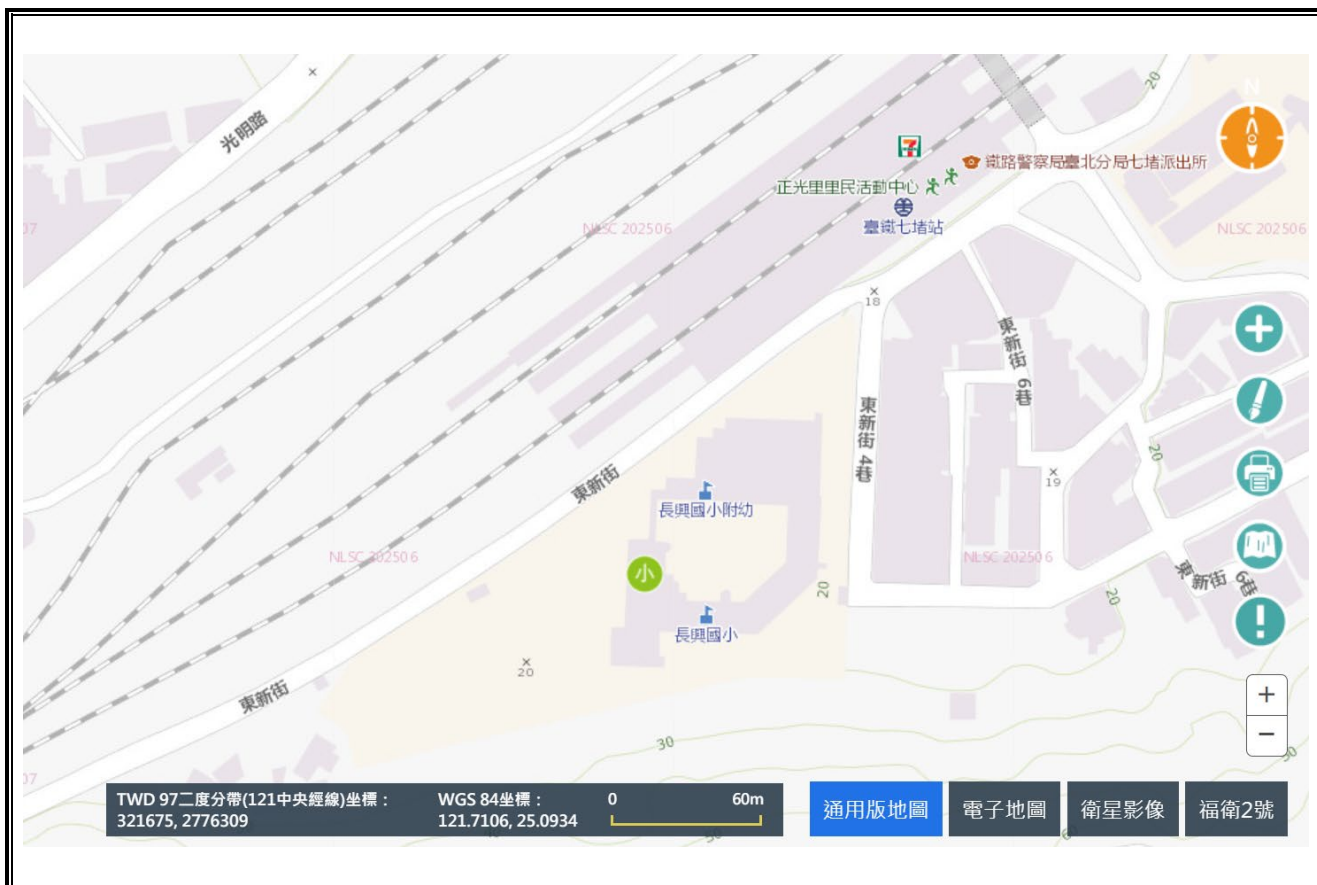 20
光明路
N
7
鐵路警察局臺北分局七堵派出所
正光里里民活動中心
臺鐵七堵站
07
NLSC 202506
NLSC 202506
18
東新街 6巷
東新街 4巷
20
19
東新街
長興國小附幼
NLSC 202506
NLSC 202506
小
東新街 6巷
20
20
長興國小
20
東新街
30
07
TWD 97二度分帶(121中央經線)坐標：
321675, 2776309
WGS 84坐標：
121.7106, 25.0934
0
60m
通用版地圖
電子地圖
衛星影像
福衛2號
50